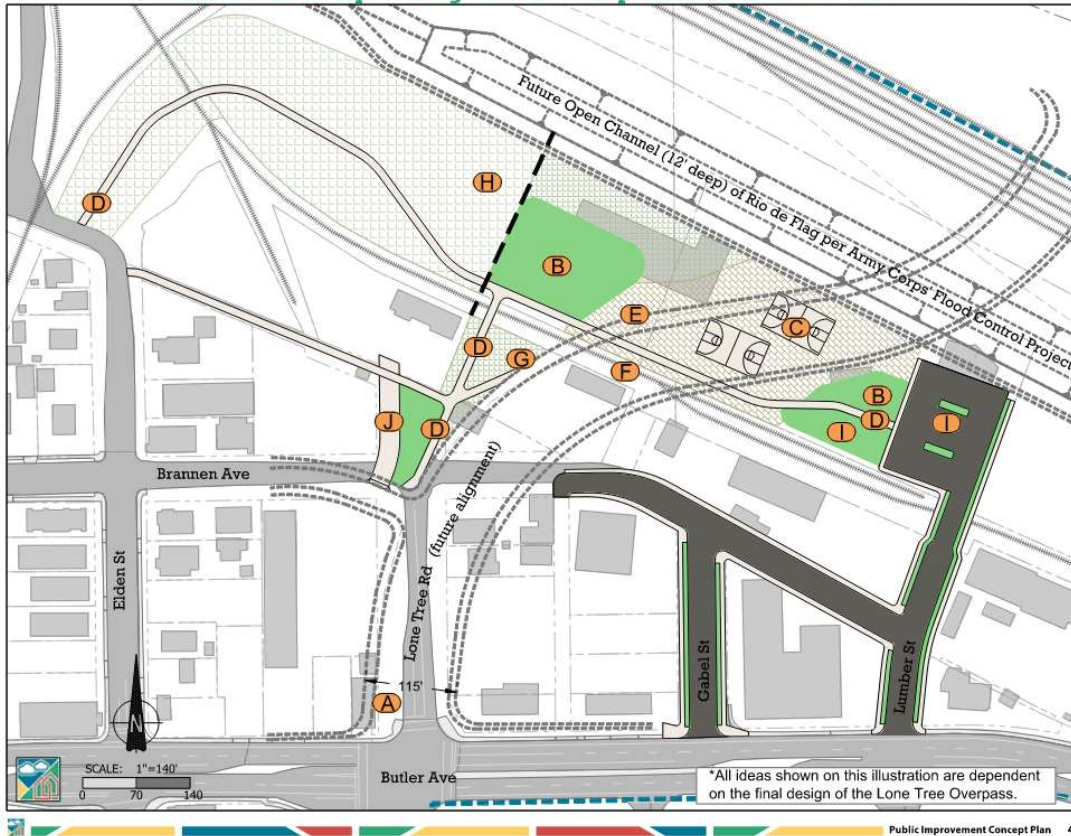 Future Open Channel (12' deep) of Rio de Flag per Army Corps' Flood Control Project
H
D
B
E
C
D
G
F
B
D
I
I
J
D
Brannen Ave
Lone Tree Rd (future alignment)
Elden St
Gabel St
Lumber St
115'
A
N
SCALE: 1"=140'
0 70 140
Butler Ave
*All ideas shown on this illustration are dependent
on the final design of the Lone Tree Overpass.
Public Improvement Concept Plan